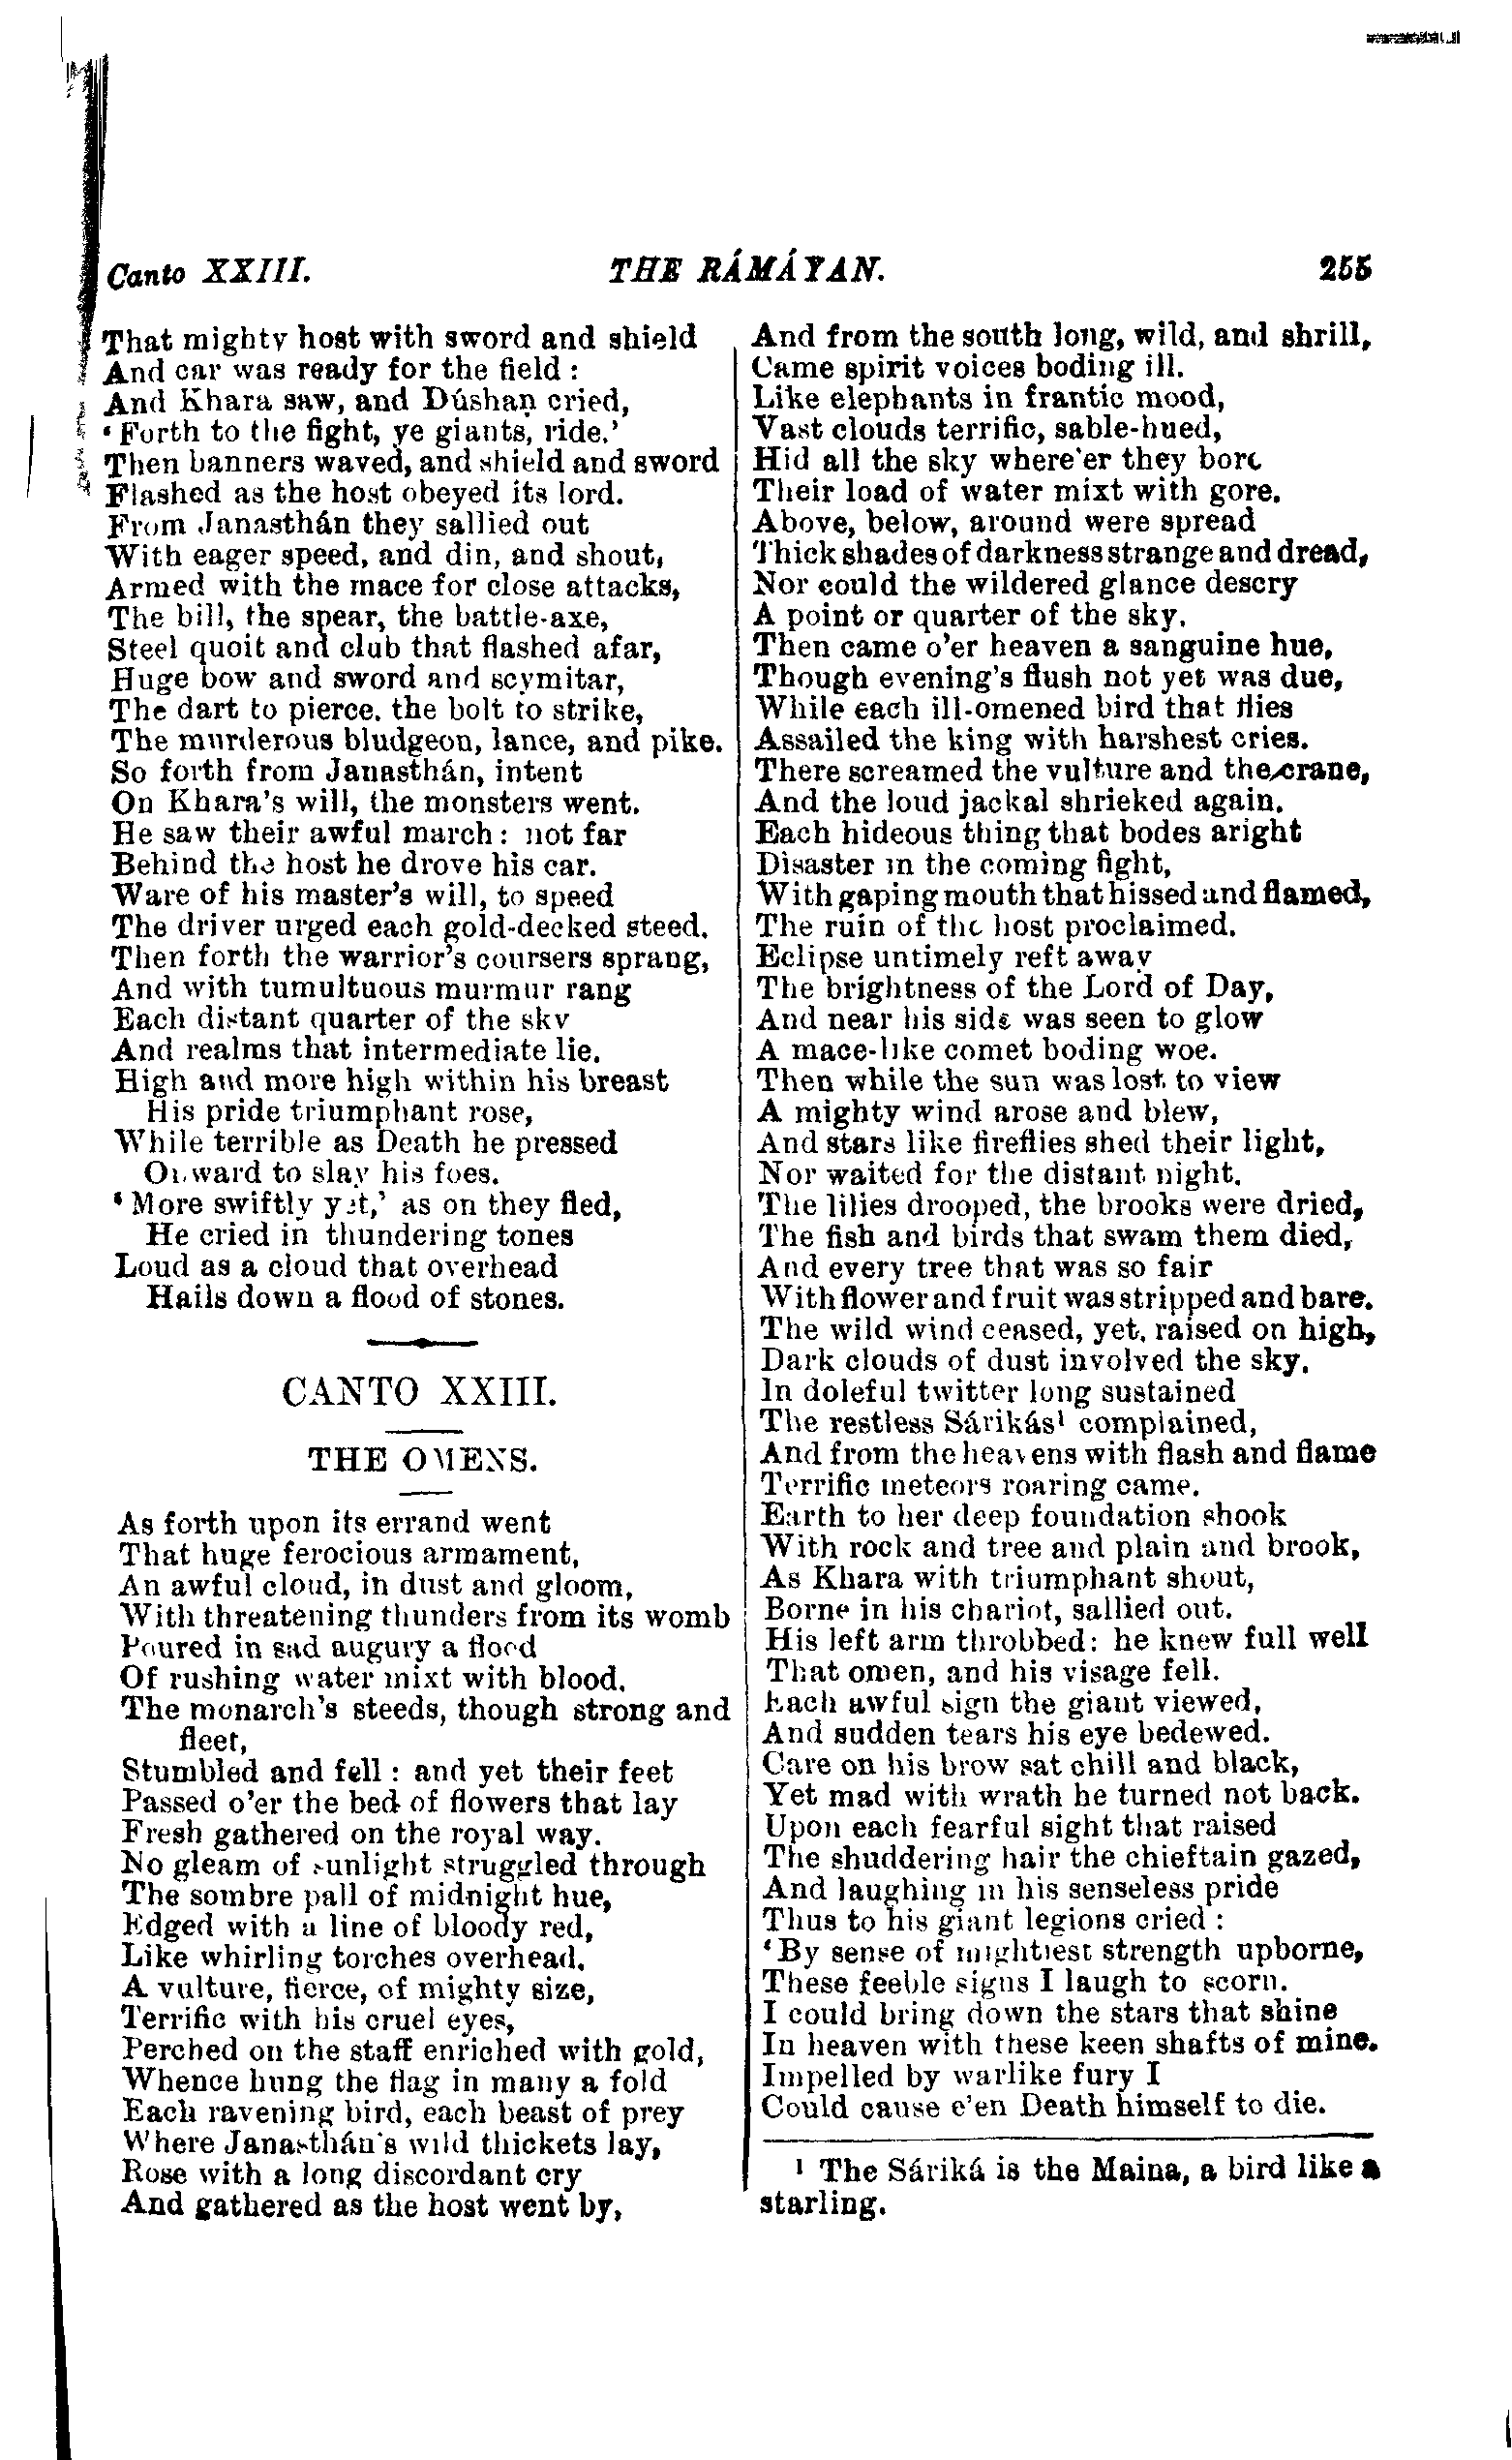 Canto XXIII.
THE RÁMÁYAN.
255
That mighty host with sword and shield
And car was ready for the field :
And Khara saw, and Dúshaṇ cried,
‘Forth to the fight, ye giants, ride.’
Then banners waved, and shield and sword
Flashed as the host obeyed its lord.
From Janasthán they sallied out
With eager speed, and din, and shout,
Armed with the mace for close attacks,
The bill, the spear, the battle-axe,
Steel quoit and club that flashed afar,
Huge bow and sword and scymitar,
The dart to pierce, the bolt to strike,
The murderous bludgeon, lance, and pike.
So forth from Janasthán, intent
On Khara's will, the monsters went.
He saw their awful march: not far
Behind the host he drove his car.
Ware of his master's will, to speed
The driver urged each gold-decked steed.
Then forth the warrior's coursers sprang,
And with tumultuous murmur rang
Each distant quarter of the sky
And realms that intermediate lie.
High and more high within his breast
His pride triumphant rose,
While terrible as Death he pressed
Onward to slay his foes.
‘More swiftly yet,’ as on they fled,
He cried in thundering tones
Loud as a cloud that overhead
Hails down a flood of stones.
CANTO XXIII.
THE OMENS.
As forth upon its errand went
That huge ferocious armament,
An awful cloud, in dust and gloom,
With threatening thunders from its womb
Poured in sad augury a flood
Of rushing water mixt with blood.
The monarch's steeds, though strong and
fleet,
Stumbled and fell : and yet their feet
Passed o'er the bed of flowers that lay
Fresh gathered on the royal way.
No gleam of sunlight struggled through
The sombre pall of midnight hue,
Edged with a line of bloody red,
Like whirling torches overhead.
A vulture, fierce, of mighty size,
Terrific with his cruel eyes,
Perched on the staff enriched with gold,
Whence hung the flag in many a fold
Each ravening bird, each beast of prey
Where Janasthán's wild thickets lay,
Rose with a long discordant cry
And gathered as the host went by,
And from the south long, wild, and shrill,
Came spirit voices boding ill.
Like elephants in frantic mood,
Vast clouds terrific, sable-hued,
Hid all the sky where'er they bore
Their load of water mixt with gore.
Above, below, around were spread
Thick shades of darkness strange and dread,
Nor could the wildered glance descry
A point or quarter of the sky.
Then came o'er heaven a sanguine hue,
Though evening's flush not yet was due,
While each ill-omened bird that flies
Assailed the king with harshest cries.
There screamed the vulture and the crane,
And the loud jackal shrieked again.
Each hideous thing that bodes aright
Disaster in the coming fight,
With gaping mouth that hissed and flamed,
The ruin of the host proclaimed.
Eclipse untimely reft away
The brightness of the Lord of Day,
And near his side was seen to glow
A mace-like comet boding woe.
Then while the sun was lost to view
A mighty wind arose and blew,
And stars like fireflies shed their light,
Nor waited for the distant night.
The lilies drooped, the brooks were dried,
The fish and birds that swam them died,
And every tree that was so fair
With flower and fruit was stripped and bare.
The wild wind ceased, yet, raised on high,
Dark clouds of dust involved the sky.
In doleful twitter long sustained
The restless Sárikás¹ complained,
And from the heavens with flash and flame
Terrific meteors roaring came.
Earth to her deep foundation shook
With rock and tree and plain and brook,
As Khara with triumphant shout,
Borne in his chariot, sallied out.
His left arm throbbed: he knew full well
That omen, and his visage fell.
Each awful sign the giant viewed,
And sudden tears his eye bedewed.
Care on his brow sat chill and black,
Yet mad with wrath he turned not back.
Upon each fearful sight that raised
The shuddering hair the chieftain gazed,
And laughing in his senseless pride
Thus to his giant legions cried :
‘By sense of mightiest strength upborne,
These feeble signs I laugh to scorn.
I could bring down the stars that shine
In heaven with these keen shafts of mine.
Impelled by warlike fury I
Could cause e'en Death himself to die.
¹ The Sáriká is the Maina, a bird like a
starling.